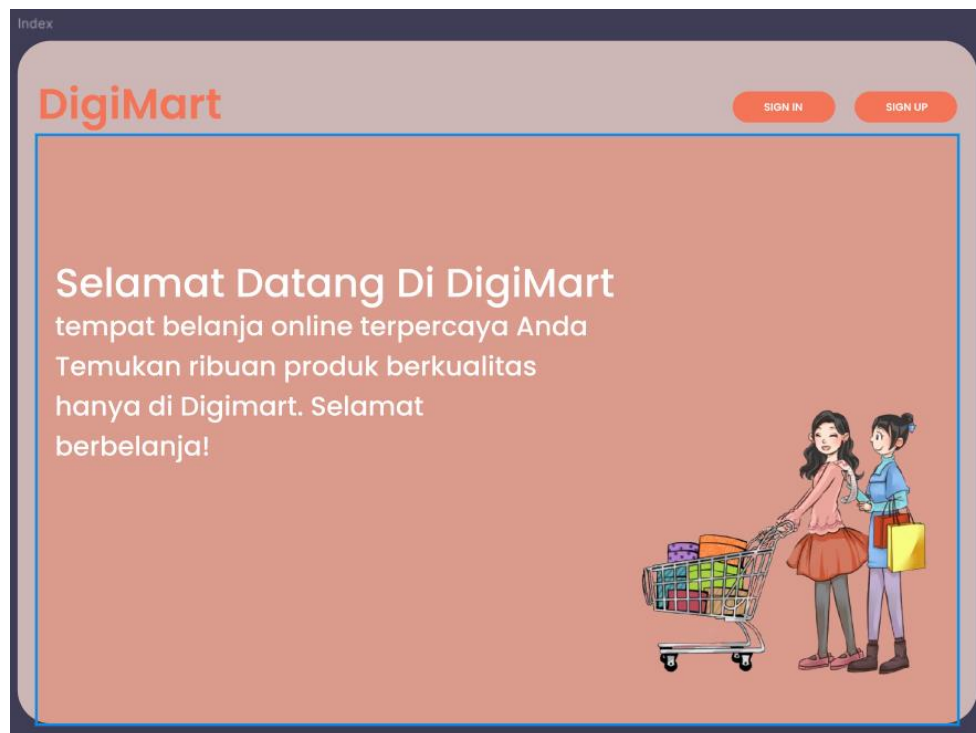 Index
DigiMart
SIGN IN
SIGN UP
Selamat Datang Di DigiMart
tempat belanja online terpercaya Anda
Temukan ribuan produk berkualitas
hanya di Digimart. Selamat
berbelanja!